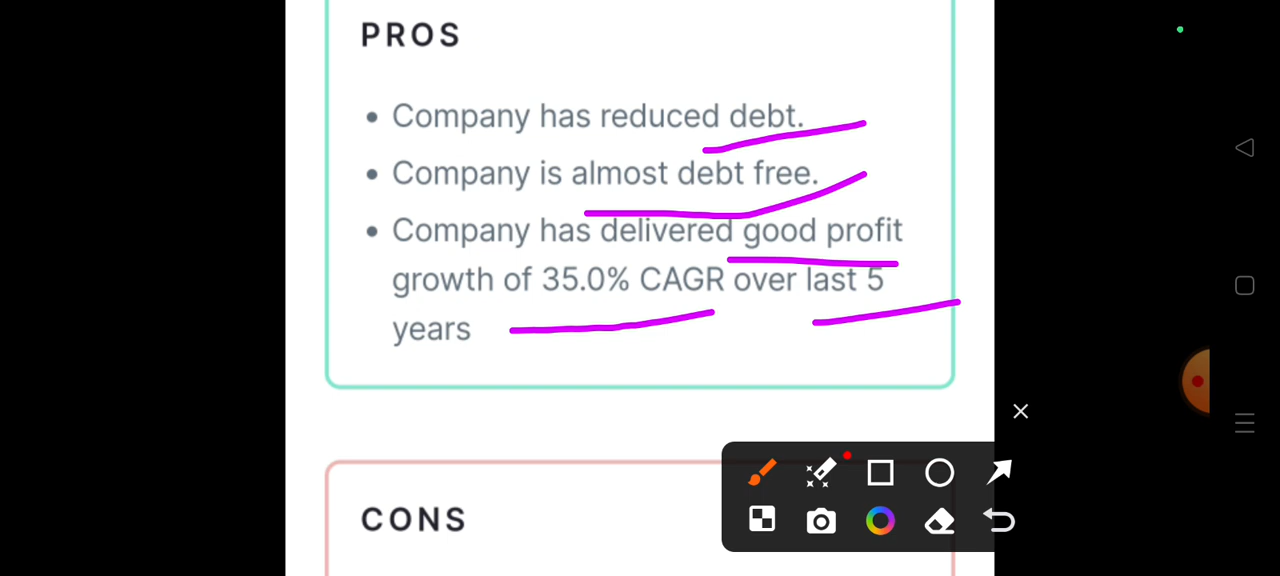 PROS
Company has reduced debt.
Company is almost debt free.
Company has delivered good profit
growth of 35.0% CAGR over last 5
years
CONS